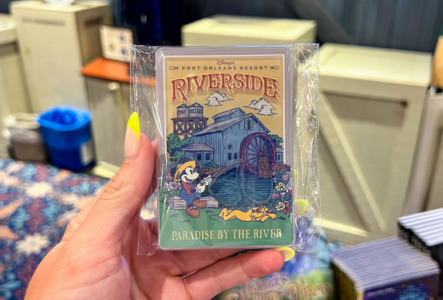 Disney's
PORT ORLEANS RESORT
RIVERSIDE
PARADISE BY THE RIVER